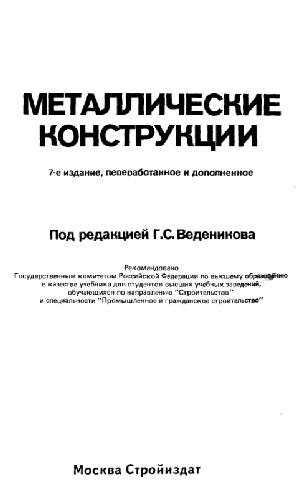 МЕТАЛЛИЧЕСКИЕ
КОНСТРУКЦИИ
7-е издание, переработанное и дополненное
Под редакцией Г.С. Веденикова
Рекомендовано
Государственным комитетом Российской Федерации по высшему образованию
в качестве учебника для студентов высших учебных заведений,
обучающихся по направлению "Строительство"
и специальности "Промышленное и гражданское строительство"
Москва Стройиздат